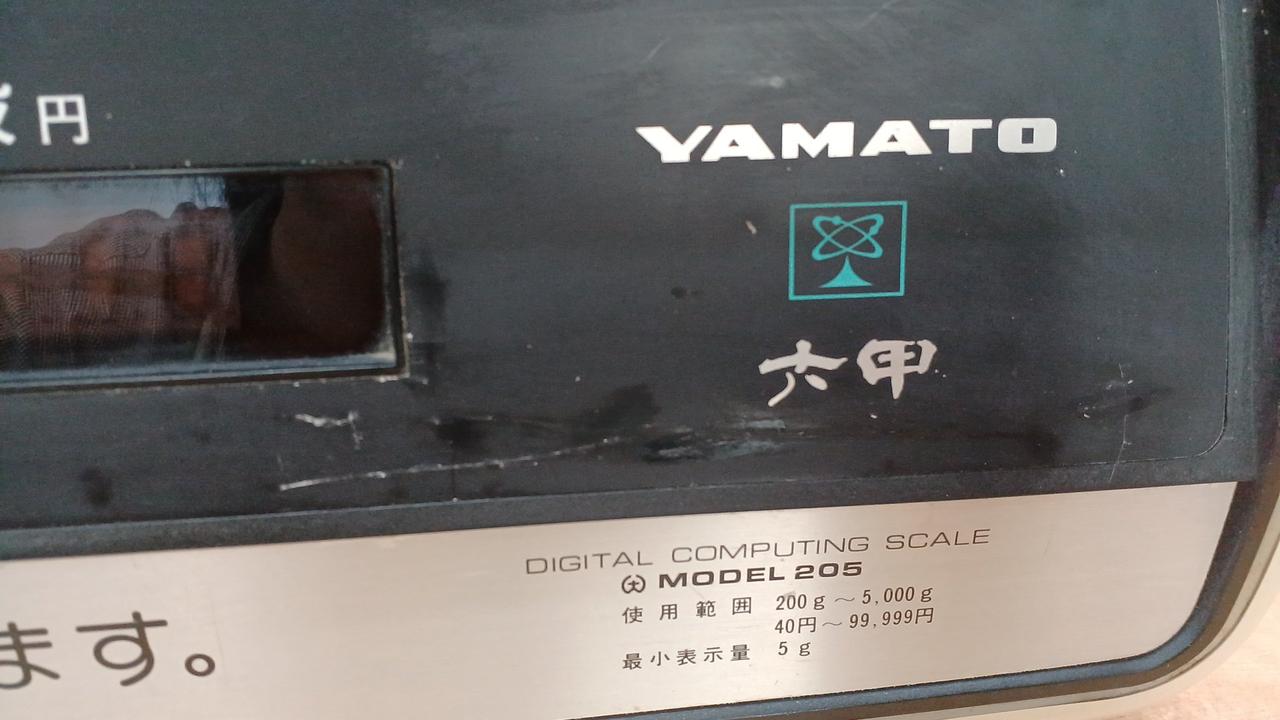 円
YAMATO
六甲
DIGITAL COMPUTING SCALE
MODEL 205
使用範囲 200g～5,000g
40円～99,999円
最小表示量 5g
ます。